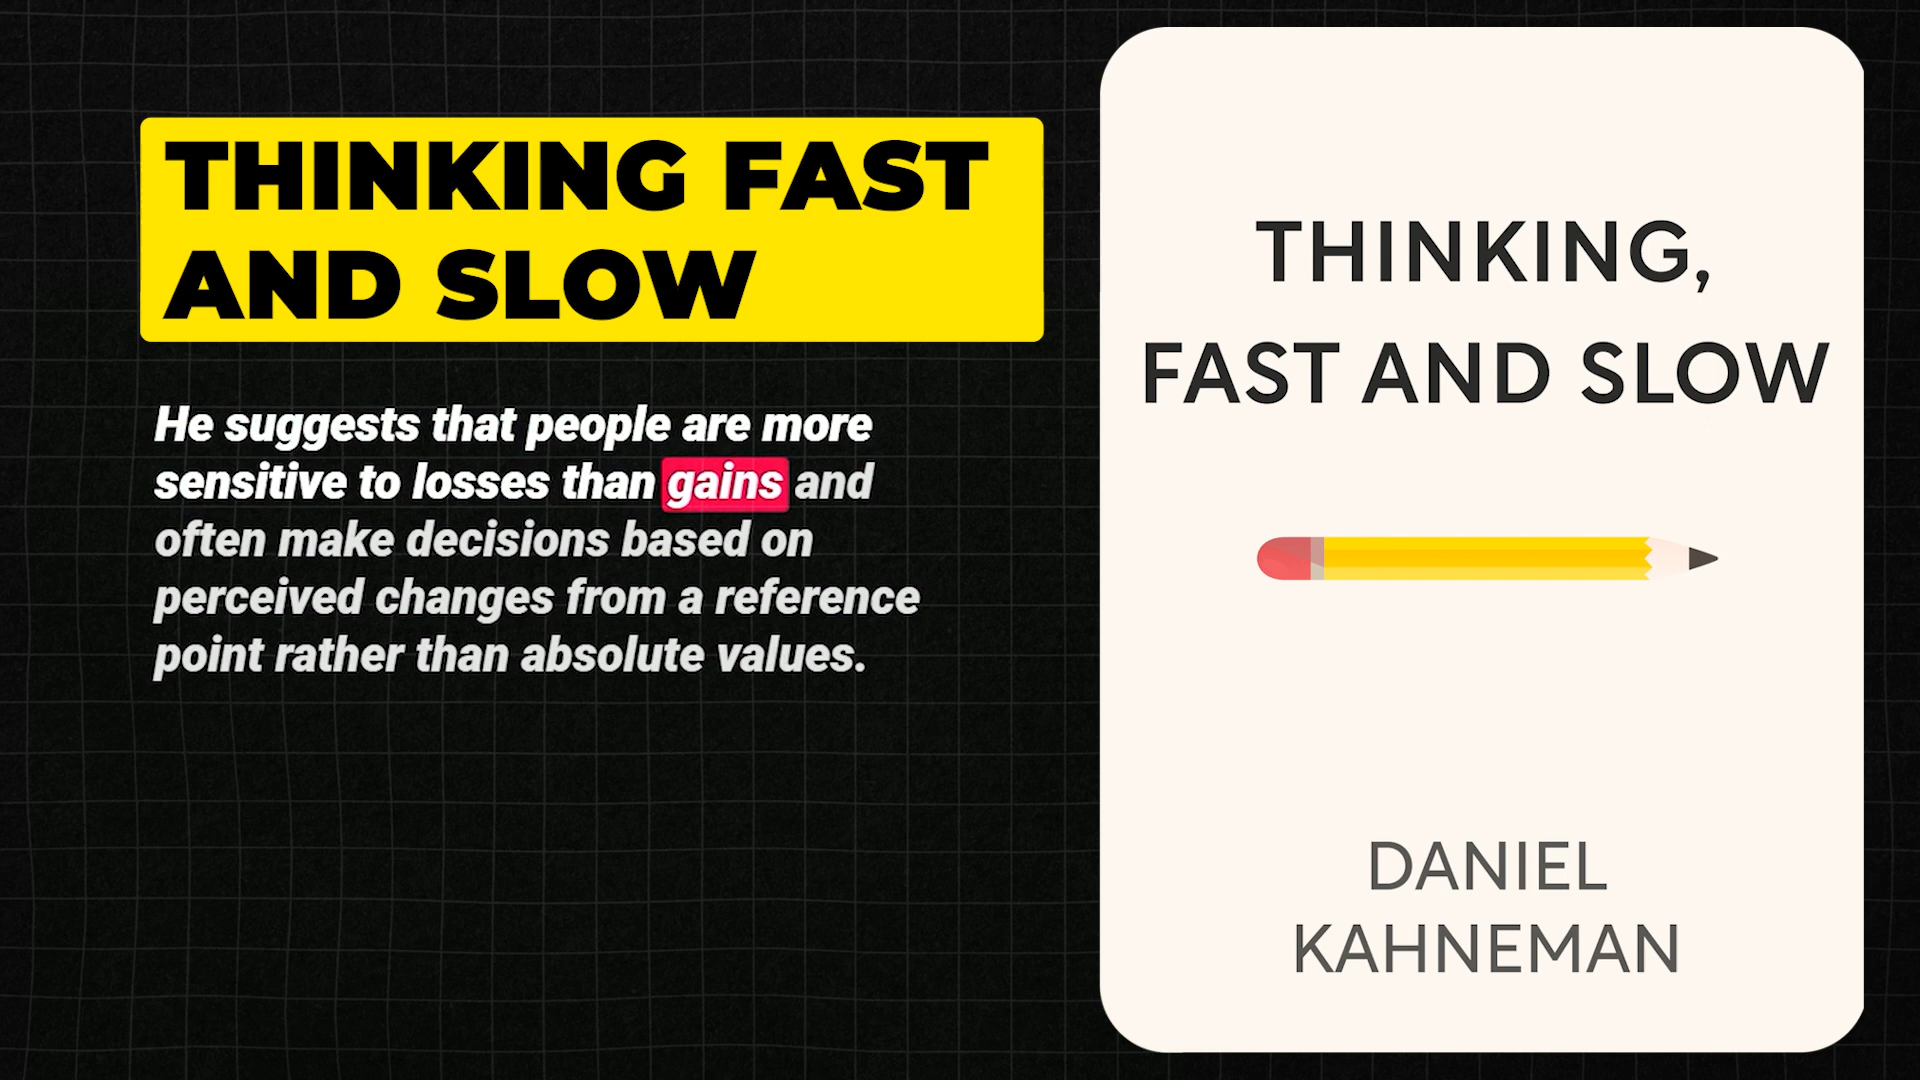 THINKING FAST
AND SLOW
He suggests that people are more
sensitive to losses than gains and
often make decisions based on
perceived changes from a reference
point rather than absolute values.
THINKING,
FAST AND SLOW
DANIEL
KAHNEMAN